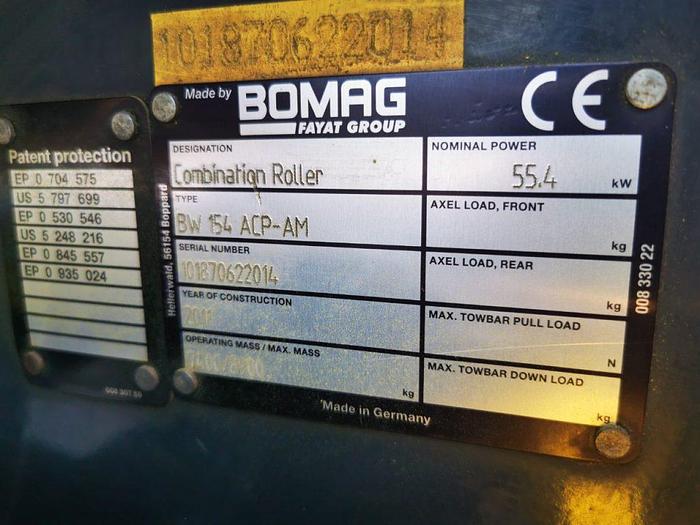 101870622014
Made by BOMAG
FAYAT GROUP
CE
Patent protection
EP 0 704 575
US 5 797 699
EP 0 530 546
US 5 248 216
EP 0 845 557
EP 0 935 024
008 307 50
Hellerwald, 56154 Boppard
DESIGNATION
Combination Roller
TYPE
BW 154 ACP-AM
SERIAL NUMBER
101870622014
YEAR OF CONSTRUCTION
OPERATING MASS / MAX. MASS
kg
NOMINAL POWER
55.4 kW
AXEL LOAD, FRONT
kg
AXEL LOAD, REAR
kg
MAX. TOWBAR PULL LOAD
N
MAX. TOWBAR DOWN LOAD
kg
008 330 22
Made in Germany